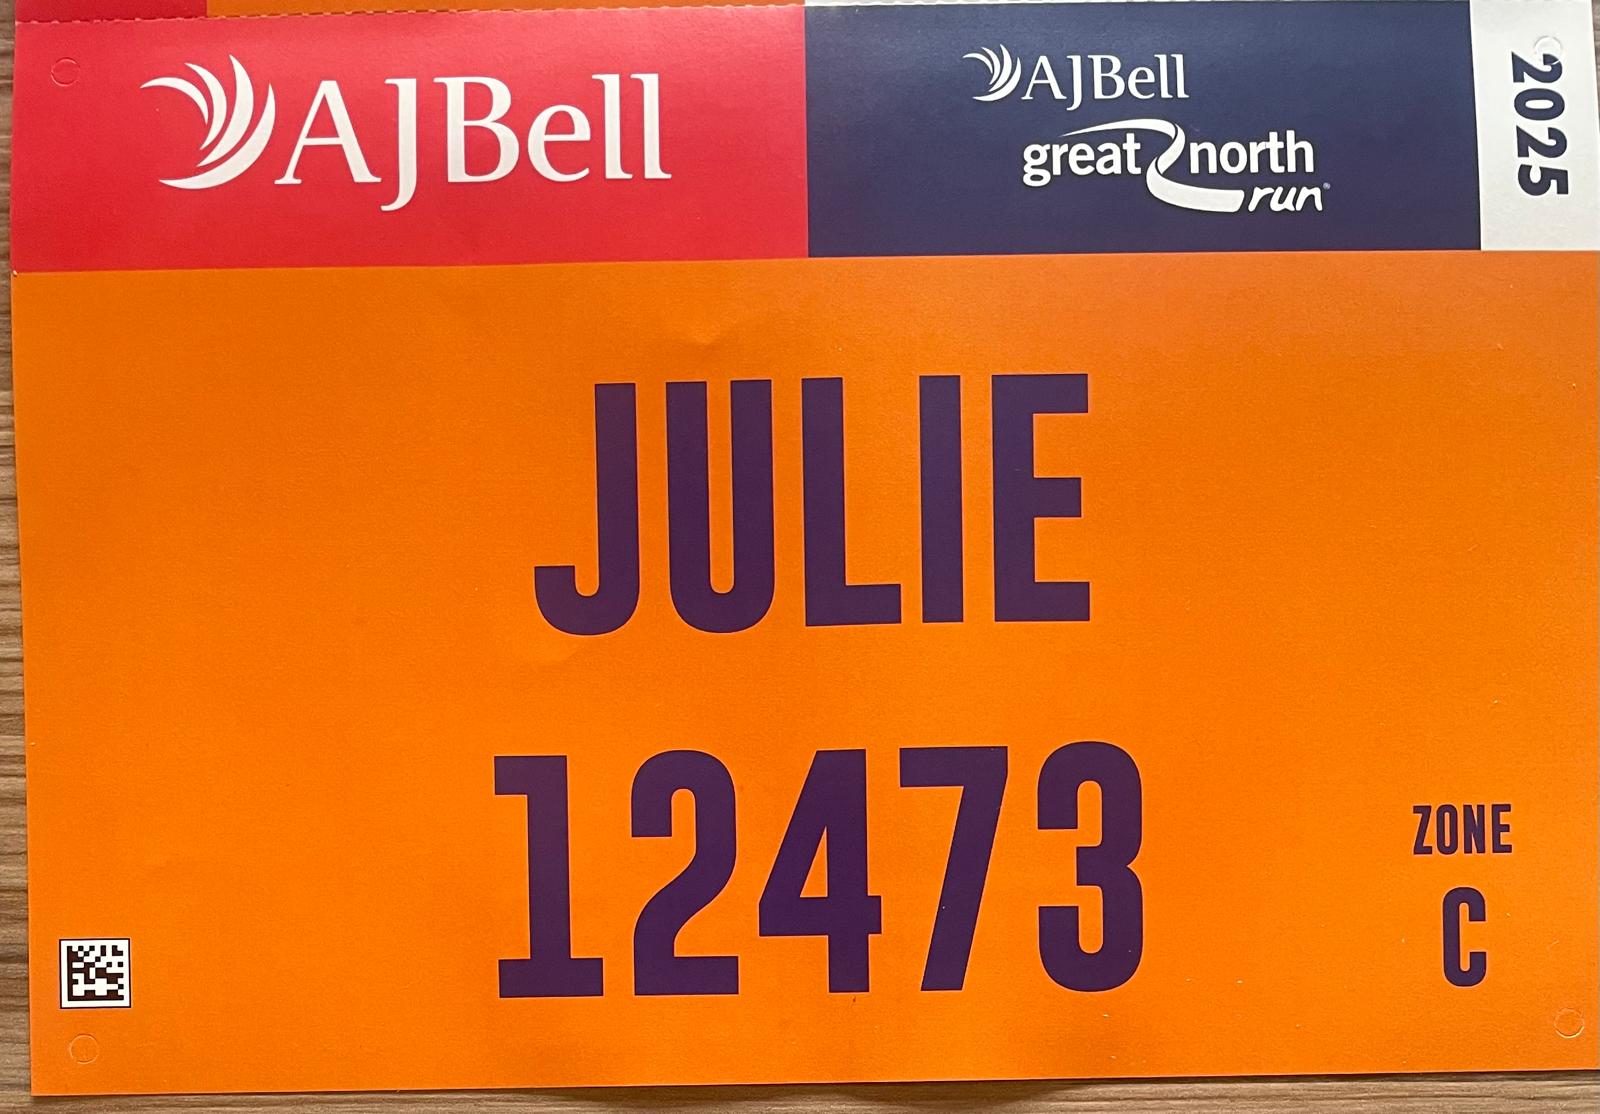 AJBell
AJBell
great north
run
2025
JULIE
12473
ZONE
C